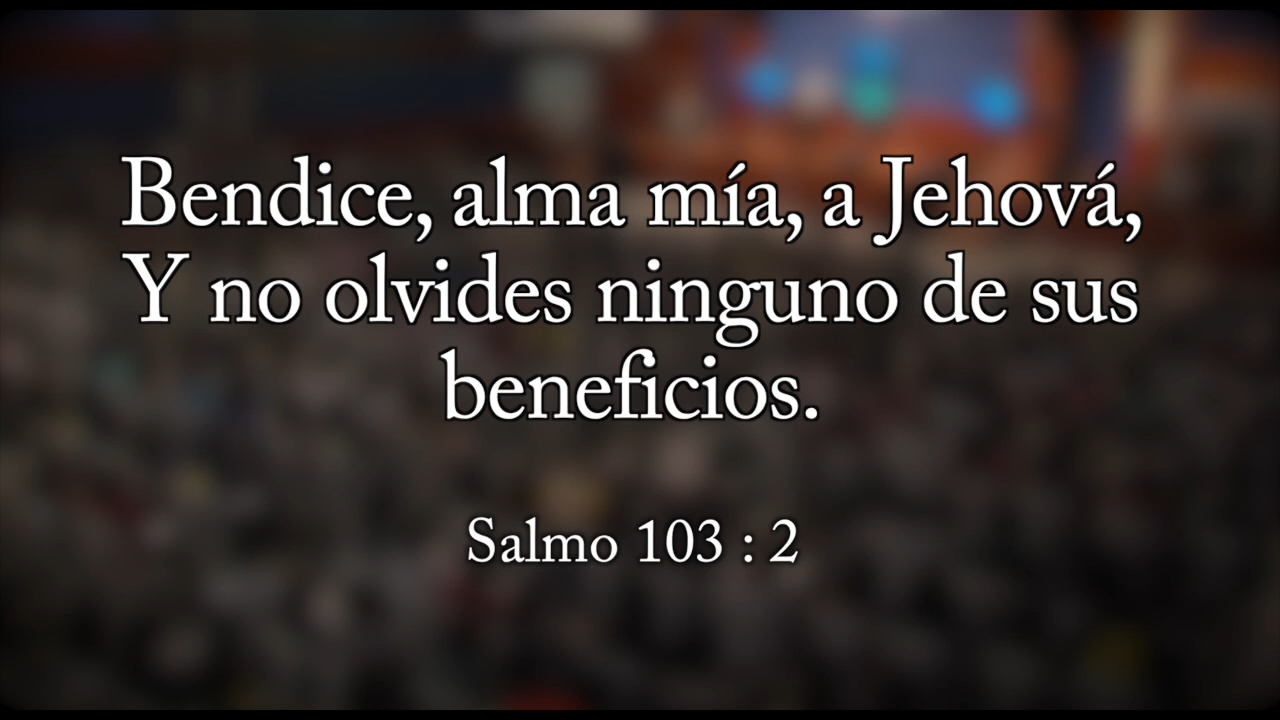 Bendice, alma mía, a Jehová,
Y no olvides ninguno de sus
beneficios.
Salmo 103 : 2